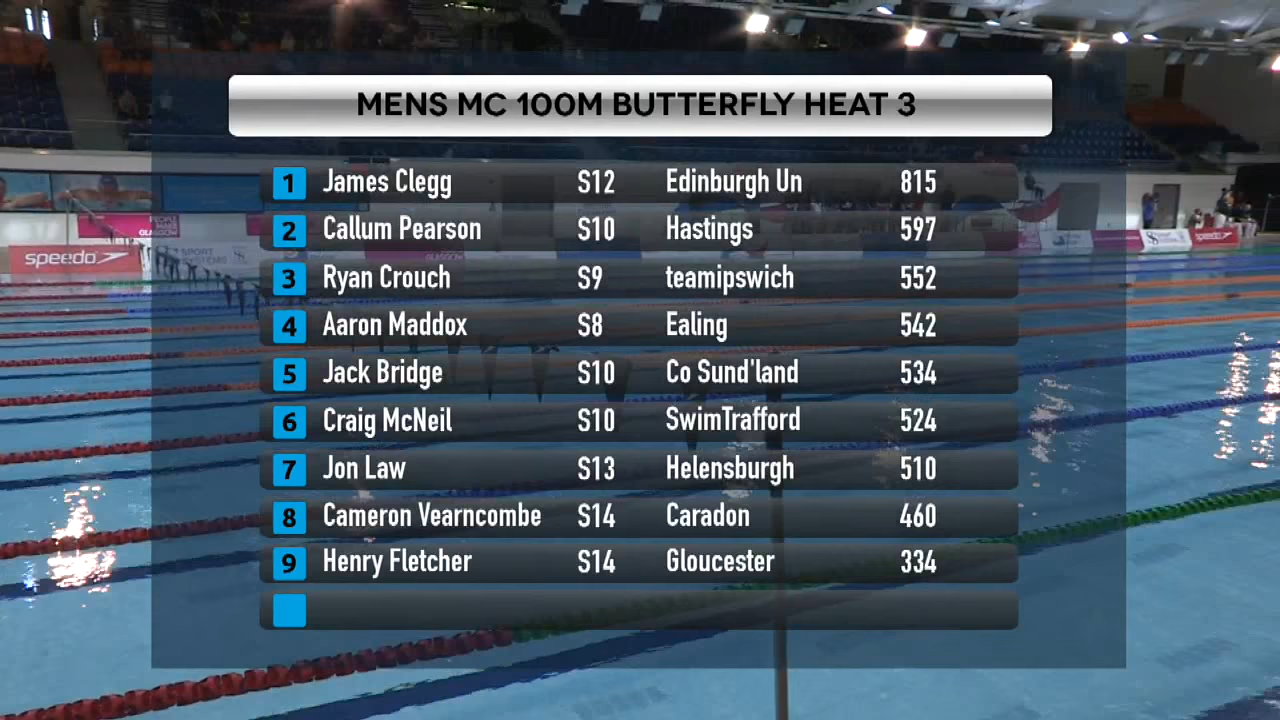 MENS MC 100M BUTTERFLY HEAT 3
1 James Clegg S12 Edinburgh Un 815
2 Callum Pearson S10 Hastings 597
3 Ryan Crouch S9 teamipswich 552
4 Aaron Maddox S8 Ealing 542
5 Jack Bridge S10 Co Sund'land 534
6 Craig McNeil S10 SwimTrafford 524
7 Jon Law S13 Helensburgh 510
8 Cameron Vearncombe S14 Caradon 460
9 Henry Fletcher S14 Gloucester 334
speedo
SPORT
SYSTEMS
speedo